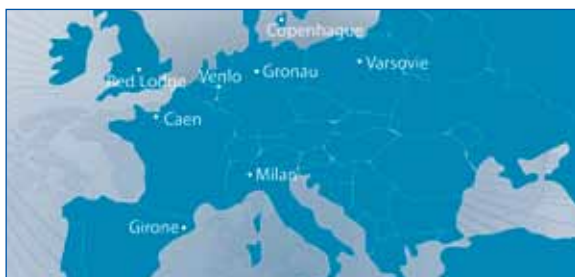 Copenhague
Varsovie
Red Lodge
Venlo
Gronau
Caen
Milan
Girone